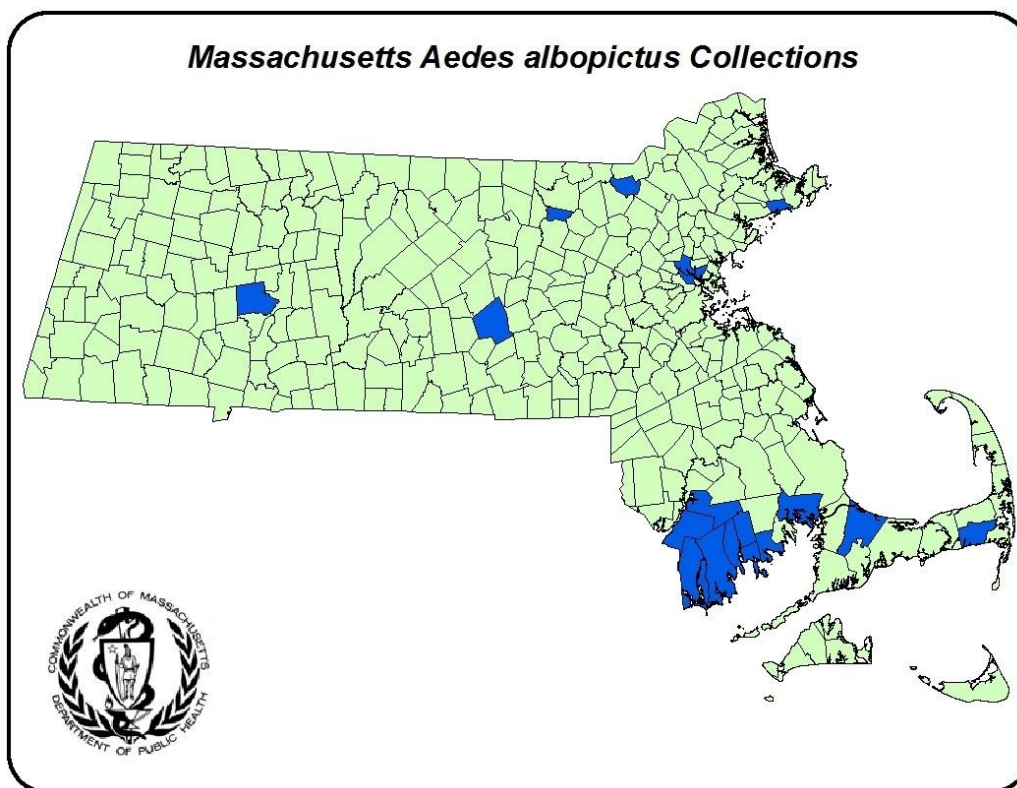 Massachusetts Aedes albopictus Collections
COMMONWEALTH OF MASSACHUSETTS
DEPARTMENT OF PUBLIC HEALTH